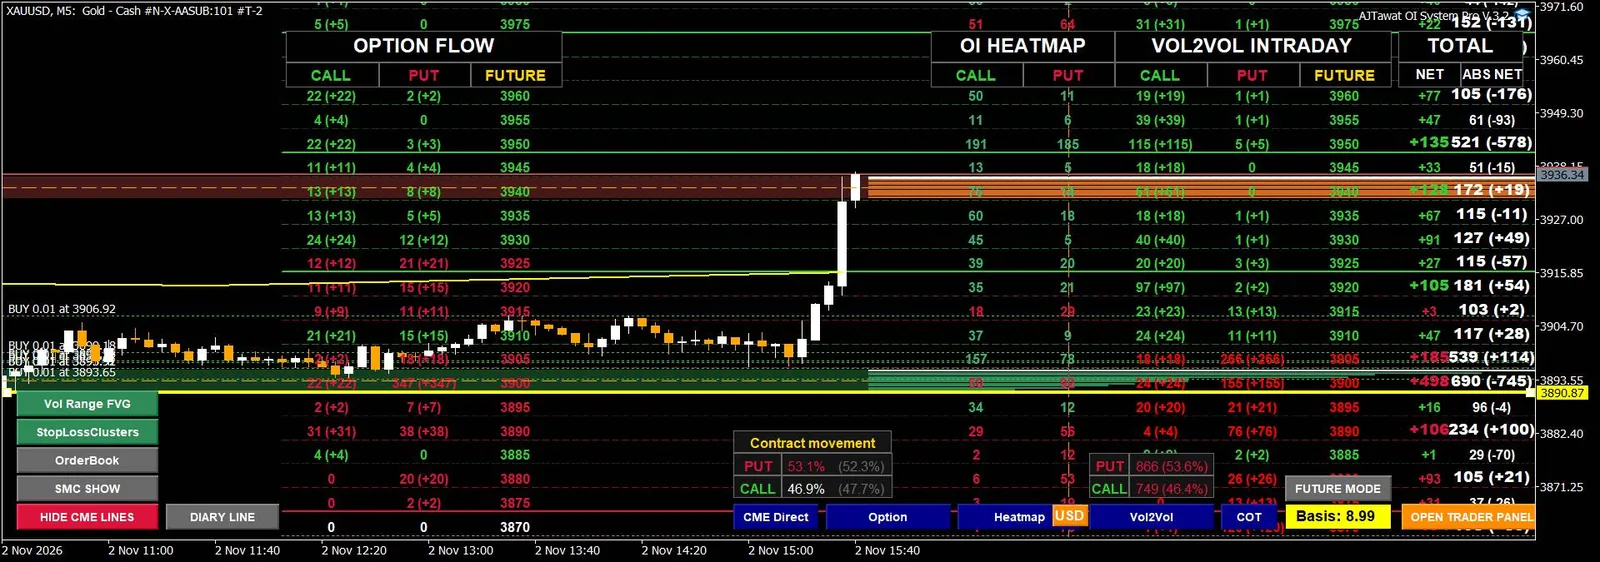 XAUUSD, M5: Gold - Cash #N-X-AASUB:101 #T-2
AJTawat OI System Pro V.3.2
OPTION FLOW OI HEATMAP VOL2VOL INTRADAY TOTAL
CALL PUT FUTURE CALL PUT CALL PUT FUTURE NET ABS NET
5 (+5) 0 3975 51 64 31 (+31) 1 (+1) 3975 +22 152 (-131)
22 (+22) 2 (+2) 3960 50 11 19 (+19) 1 (+1) 3960 +77 105 (-176)
4 (+4) 0 3955 11 6 39 (+39) 1 (+1) 3955 +47 61 (-93)
22 (+22) 3 (+3) 3950 191 185 115 (+115) 5 (+5) 3950 +135 521 (-578)
11 (+11) 4 (+4) 3945 13 5 18 (+18) 0 3945 +33 51 (-15)
13 (+13) 8 (+8) 3940 0 3940 172 (+19)
13 (+13) 5 (+5) 3935 60 18 18 (+18) 1 (+1) 3935 +67 115 (-11)
24 (+24) 12 (+12) 3930 45 5 40 (+40) 1 (+1) 3930 +91 127 (+49)
12 (+12) 21 (+21) 3925 39 20 20 (+20) 3 (+3) 3925 +27 115 (-57)
11 (+11) 15 (+15) 3920 35 21 97 (+97) 2 (+2) 3920 +105 181 (+54)
9 (+9) 11 (+11) 3915 18 29 23 (+23) 13 (+13) 3915 +3 103 (+2)
21 (+21) 15 (+15) 3910 37 9 24 (+24) 11 (+11) 3910 +47 117 (+28)
3905 157 78 18 (+18) 266 (+266) 3905 +185 539 (+114)
22 (+22) 347 (+347) 3900 24 (+24) 155 (+155) 3900 +498 690 (-745)
2 (+2) 7 (+7) 3895 34 12 20 (+20) 21 (+21) 3895 +16 96 (-4)
31 (+31) 38 (+38) 3890 29 56 4 (+4) 76 (+76) 3890 +106 234 (+100)
4 (+4) 0 3885 2 12 2 (+2) 3885 +1 29 (-70)
0 20 (+20) 3880 6 53 26 (+26) +93 105 (+21)
0 2 (+2) 3875
0 0 3870
BUY 0.01 at 3906.92
BUY 0.01 at 3893.65
Vol Range FVG
StopLossClusters
OrderBook
SMC SHOW
HIDE CME LINES DIARY LINE
Contract movement
PUT 53.1% (52.3%)
CALL 46.9% (47.7%)
PUT 866 (53.6%)
CALL 749 (46.4%)
FUTURE MODE
CME Direct Option Heatmap USD Vol2Vol COT Basis: 8.99 OPEN TRADER PANEL
3971.60
3960.45
3949.30
3938.15
3936.34
3927.00
3915.85
3904.70
3893.55
3890.87
3882.40
3871.25
2 Nov 2026 2 Nov 11:00 2 Nov 11:40 2 Nov 12:20 2 Nov 13:00 2 Nov 13:40 2 Nov 14:20 2 Nov 15:00 2 Nov 15:40